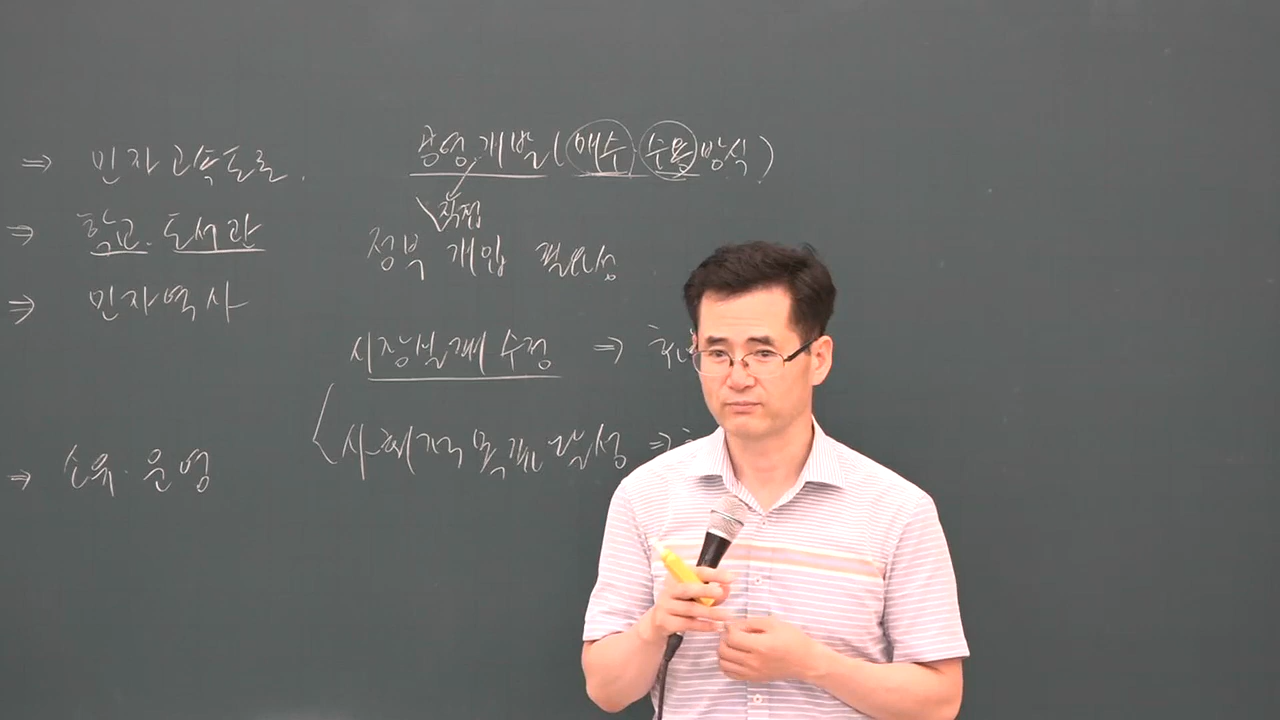 ⇒ 민자고속도로.
⇒ 학교. 도서관
⇒ 민자역사
⇒ 소유·운영
공영개발(매수·수용방식)
직접
정부 개입 필요성
시장실패 수정 ⇒
사회적 목표달성 ⇒